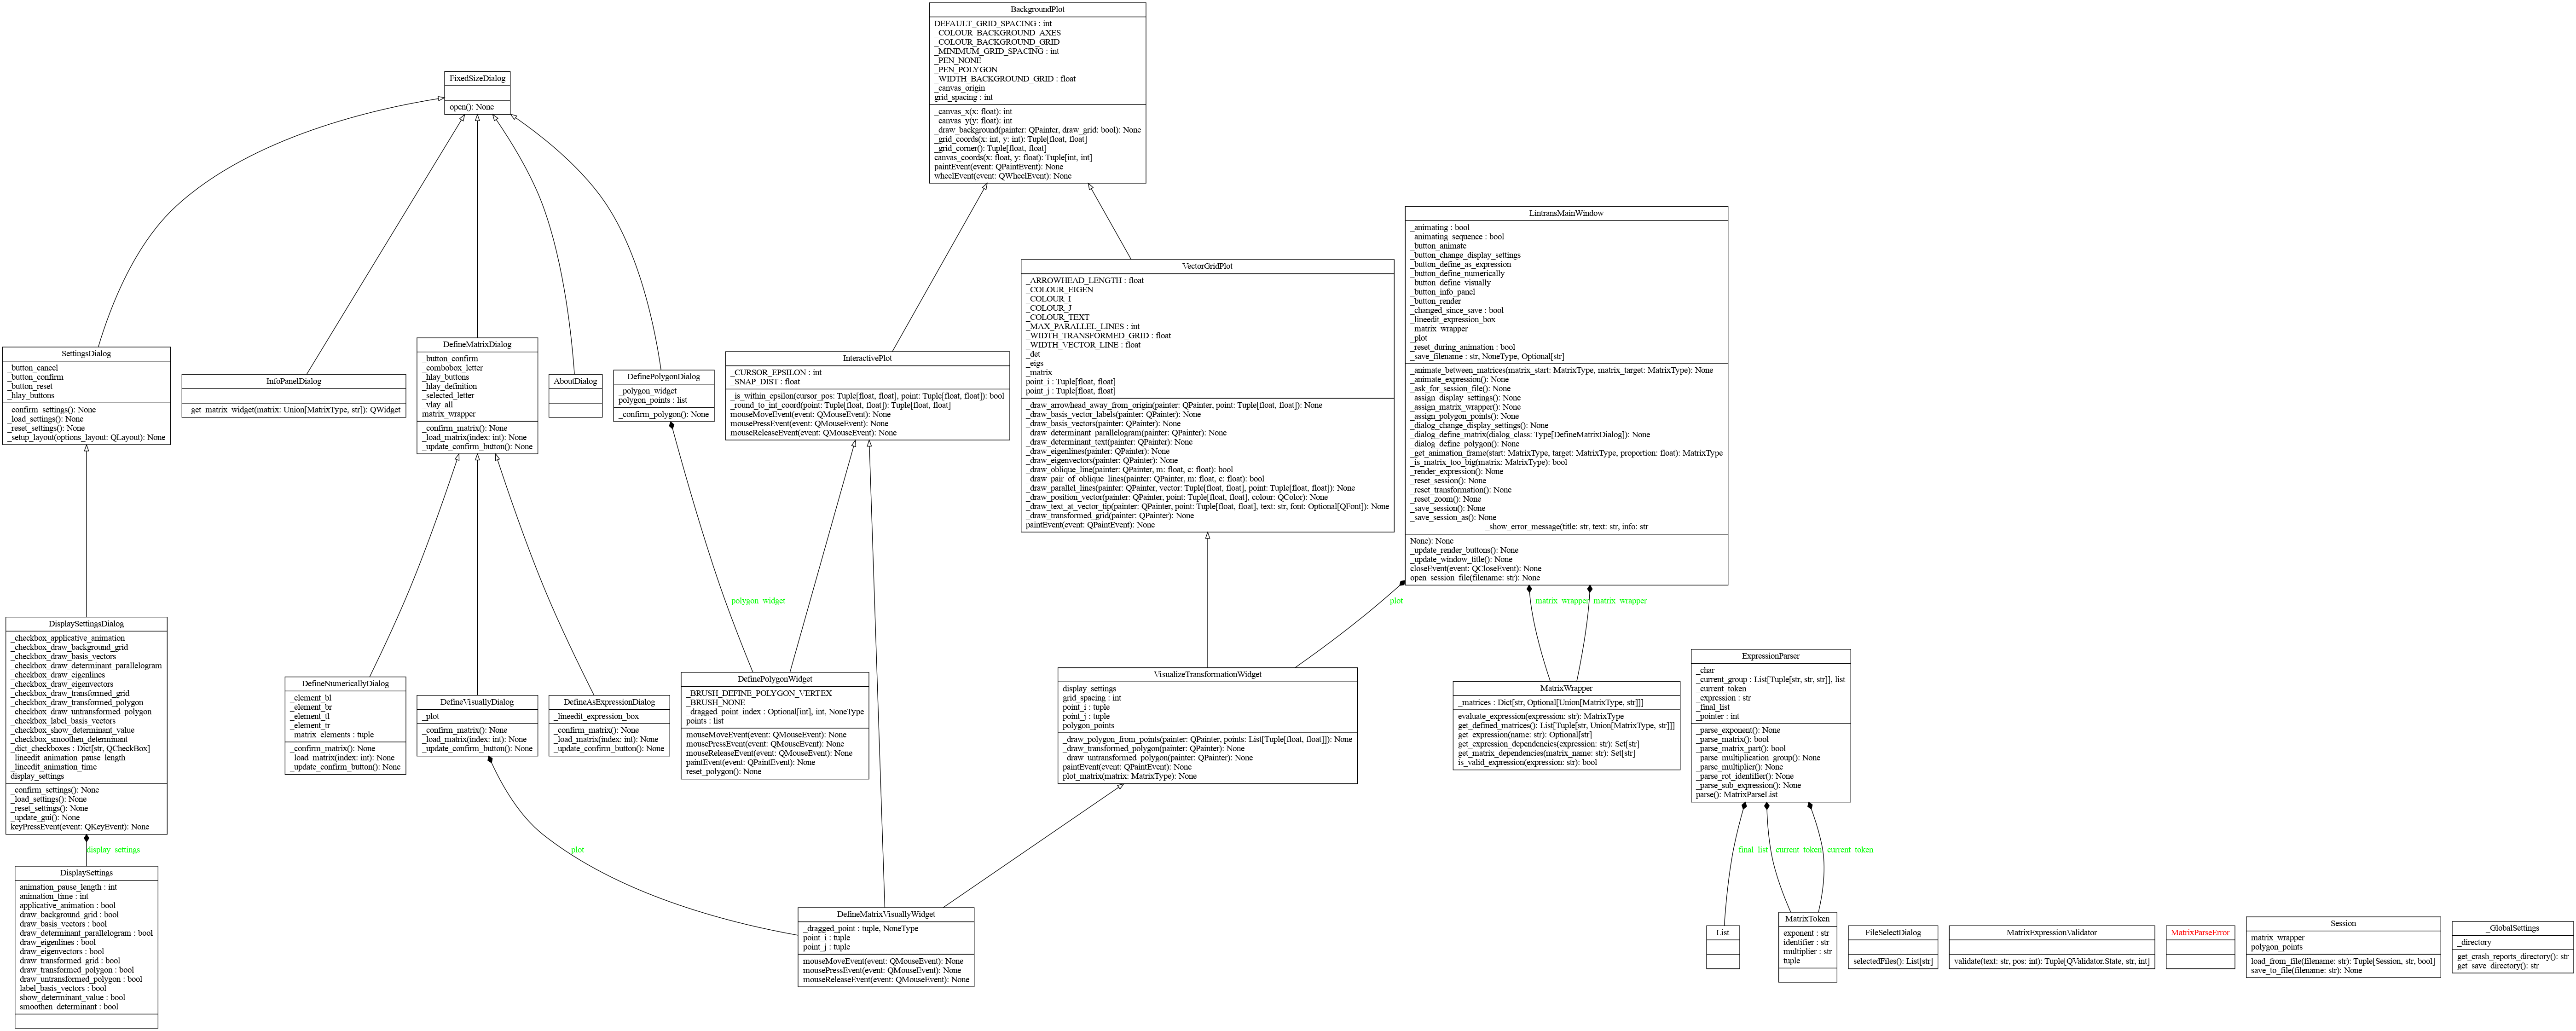 BackgroundPlot
DEFAULT_GRID_SPACING : int
_COLOUR_BACKGROUND_AXES
_COLOUR_BACKGROUND_GRID
_MINIMUM_GRID_SPACING : int
_PEN_NONE
_PEN_POLYGON
_WIDTH_BACKGROUND_GRID : float
_canvas_origin
grid_spacing : int
_canvas_x(x: float): int
_canvas_y(y: float): int
_draw_background(painter: QPainter, draw_grid: bool): None
_grid_coords(x: int, y: int): Tuple[float, float]
_grid_corner(): Tuple[float, float]
canvas_coords(x: float, y: float): Tuple[int, int]
paintEvent(event: QPaintEvent): None
wheelEvent(event: QWheelEvent): None
FixedSizeDialog
open(): None
LintransMainWindow
_animating : bool
_animating_sequence : bool
_button_animate
_button_change_display_settings
_button_define_as_expression
_button_define_numerically
_button_define_visually
_button_info_panel
_button_render
_changed_since_save : bool
_lineedit_expression_box
_matrix_wrapper
_plot
_reset_during_animation : bool
_save_filename : str, NoneType, Optional[str]
_animate_between_matrices(matrix_start: MatrixType, matrix_target: MatrixType): None
_animate_expression(): None
_ask_for_session_file(): None
_assign_display_settings(): None
_assign_matrix_wrapper(): None
_assign_polygon_points(): None
_dialog_change_display_settings(): None
_dialog_define_matrix(dialog_class: Type[DefineMatrixDialog]): None
_dialog_define_polygon(): None
_get_animation_frame(start: MatrixType, target: MatrixType, proportion: float): MatrixType
_is_matrix_too_big(matrix: MatrixType): bool
_render_expression(): None
_reset_session(): None
_reset_transformation(): None
_reset_zoom(): None
_save_session(): None
_save_session_as(): None
_show_error_message(title: str, text: str, info: str
None): None
_update_render_buttons(): None
_update_window_title(): None
closeEvent(event: QCloseEvent): None
open_session_file(filename: str): None
VectorGridPlot
_ARROWHEAD_LENGTH : float
_COLOUR_EIGEN
_COLOUR_I
_COLOUR_J
_COLOUR_TEXT
_MAX_PARALLEL_LINES : int
_WIDTH_TRANSFORMED_GRID : float
_WIDTH_VECTOR_LINE : float
_det
_eigs
_matrix
point_i : Tuple[float, float]
point_j : Tuple[float, float]
_draw_arrowhead_away_from_origin(painter: QPainter, point: Tuple[float, float]): None
_draw_basis_vector_labels(painter: QPainter): None
_draw_basis_vectors(painter: QPainter): None
_draw_determinant_parallelogram(painter: QPainter): None
_draw_determinant_text(painter: QPainter): None
_draw_eigenlines(painter: QPainter): None
_draw_eigenvectors(painter: QPainter): None
_draw_oblique_line(painter: QPainter, m: float, c: float): bool
_draw_pair_of_oblique_lines(painter: QPainter, m: float, c: float): bool
_draw_parallel_lines(painter: QPainter, vector: Tuple[float, float], point: Tuple[float, float]): None
_draw_position_vector(painter: QPainter, point: Tuple[float, float], colour: QColor): None
_draw_text_at_vector_tip(painter: QPainter, point: Tuple[float, float], text: str, font: Optional[QFont]): None
_draw_transformed_grid(painter: QPainter): None
paintEvent(event: QPaintEvent): None
SettingsDialog
_button_cancel
_button_confirm
_button_reset
_hlay_buttons
_confirm_settings(): None
_load_settings(): None
_reset_settings(): None
_setup_layout(options_layout: QLayout): None
InfoPanelDialog
_get_matrix_widget(matrix: Union[MatrixType, str]): QWidget
DefineMatrixDialog
_button_confirm
_combobox_letter
_hlay_buttons
_hlay_definition
_selected_letter
_vlay_all
matrix_wrapper
_confirm_matrix(): None
_load_matrix(index: int): None
_update_confirm_button(): None
AboutDialog
DefinePolygonDialog
_polygon_widget
polygon_points : list
_confirm_polygon(): None
InteractivePlot
_CURSOR_EPSILON : int
_SNAP_DIST : float
_is_within_epsilon(cursor_pos: Tuple[float, float], point: Tuple[float, float]): bool
_round_to_int_coord(point: Tuple[float, float]): Tuple[float, float]
mouseMoveEvent(event: QMouseEvent): None
mousePressEvent(event: QMouseEvent): None
mouseReleaseEvent(event: QMouseEvent): None
_polygon_widget
_plot
_matrix_wrapper
_matrix_wrapper
DisplaySettingsDialog
_checkbox_applicative_animation
_checkbox_draw_background_grid
_checkbox_draw_basis_vectors
_checkbox_draw_determinant_parallelogram
_checkbox_draw_eigenlines
_checkbox_draw_eigenvectors
_checkbox_draw_transformed_grid
_checkbox_draw_transformed_polygon
_checkbox_draw_untransformed_polygon
_checkbox_label_basis_vectors
_checkbox_show_determinant_value
_checkbox_smoothen_determinant
_dict_checkboxes : Dict[str, QCheckBox]
_lineedit_animation_pause_length
_lineedit_animation_time
display_settings
_confirm_settings(): None
_load_settings(): None
_reset_settings(): None
_update_gui(): None
keyPressEvent(event: QKeyEvent): None
DefineNumericallyDialog
_element_bl
_element_br
_element_tl
_element_tr
_matrix_elements : tuple
_confirm_matrix(): None
_load_matrix(index: int): None
_update_confirm_button(): None
DefineVisuallyDialog
_plot
_confirm_matrix(): None
_load_matrix(index: int): None
_update_confirm_button(): None
DefineAsExpressionDialog
_lineedit_expression_box
_confirm_matrix(): None
_load_matrix(index: int): None
_update_confirm_button(): None
DefinePolygonWidget
_BRUSH_DEFINE_POLYGON_VERTEX
_BRUSH_NONE
_dragged_point_index : Optional[int], int, NoneType
points : list
mouseMoveEvent(event: QMouseEvent): None
mousePressEvent(event: QMouseEvent): None
mouseReleaseEvent(event: QMouseEvent): None
paintEvent(event: QPaintEvent): None
reset_polygon(): None
VisualizeTransformationWidget
display_settings
grid_spacing : int
point_i : tuple
point_j : tuple
polygon_points
_draw_polygon_from_points(painter: QPainter, points: List[Tuple[float, float]]): None
_draw_transformed_polygon(painter: QPainter): None
_draw_untransformed_polygon(painter: QPainter): None
paintEvent(event: QPaintEvent): None
plot_matrix(matrix: MatrixType): None
MatrixWrapper
_matrices : Dict[str, Optional[Union[MatrixType, str]]]
evaluate_expression(expression: str): MatrixType
get_defined_matrices(): List[Tuple[str, Union[MatrixType, str]]]
get_expression(name: str): Optional[str]
get_expression_dependencies(expression: str): Set[str]
get_matrix_dependencies(matrix_name: str): Set[str]
is_valid_expression(expression: str): bool
ExpressionParser
_char
_current_group : List[Tuple[str, str, str]], list
_current_token
_expression : str
_final_list
_pointer : int
_parse_exponent(): None
_parse_matrix(): bool
_parse_matrix_part(): bool
_parse_multiplication_group(): None
_parse_multiplier(): None
_parse_rot_identifier(): None
_parse_sub_expression(): None
parse(): MatrixParseList
display_settings
_plot
_final_list
_current_token
_current_token
DisplaySettings
animation_pause_length : int
animation_time : int
applicative_animation : bool
draw_background_grid : bool
draw_basis_vectors : bool
draw_determinant_parallelogram : bool
draw_eigenlines : bool
draw_eigenvectors : bool
draw_transformed_grid : bool
draw_transformed_polygon : bool
draw_untransformed_polygon : bool
label_basis_vectors : bool
show_determinant_value : bool
smoothen_determinant : bool
DefineMatrixVisuallyWidget
_dragged_point : tuple, NoneType
point_i : tuple
point_j : tuple
mouseMoveEvent(event: QMouseEvent): None
mousePressEvent(event: QMouseEvent): None
mouseReleaseEvent(event: QMouseEvent): None
List
MatrixToken
exponent : str
identifier : str
multiplier : str
tuple
FileSelectDialog
selectedFiles(): List[str]
MatrixExpressionValidator
validate(text: str, pos: int): Tuple[QValidator.State, str, int]
MatrixParseError
Session
matrix_wrapper
polygon_points
load_from_file(filename: str): Tuple[Session, str, bool]
save_to_file(filename: str): None
_GlobalSettings
_directory
get_crash_reports_directory(): str
get_save_directory(): str